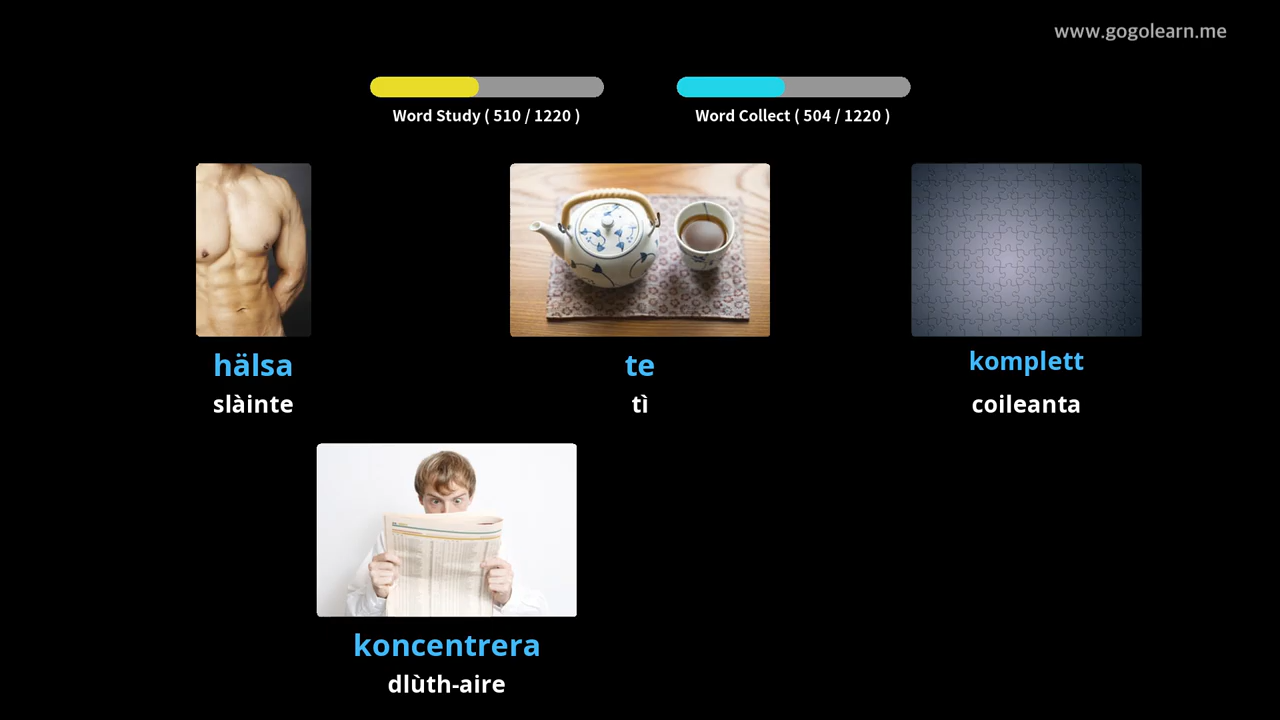 www.gogolearn.me
Word Study ( 510 / 1220 )
Word Collect ( 504 / 1220 )
hälsa
slàinte
te
tì
komplett
coileanta
koncentrera
dlùth-aire